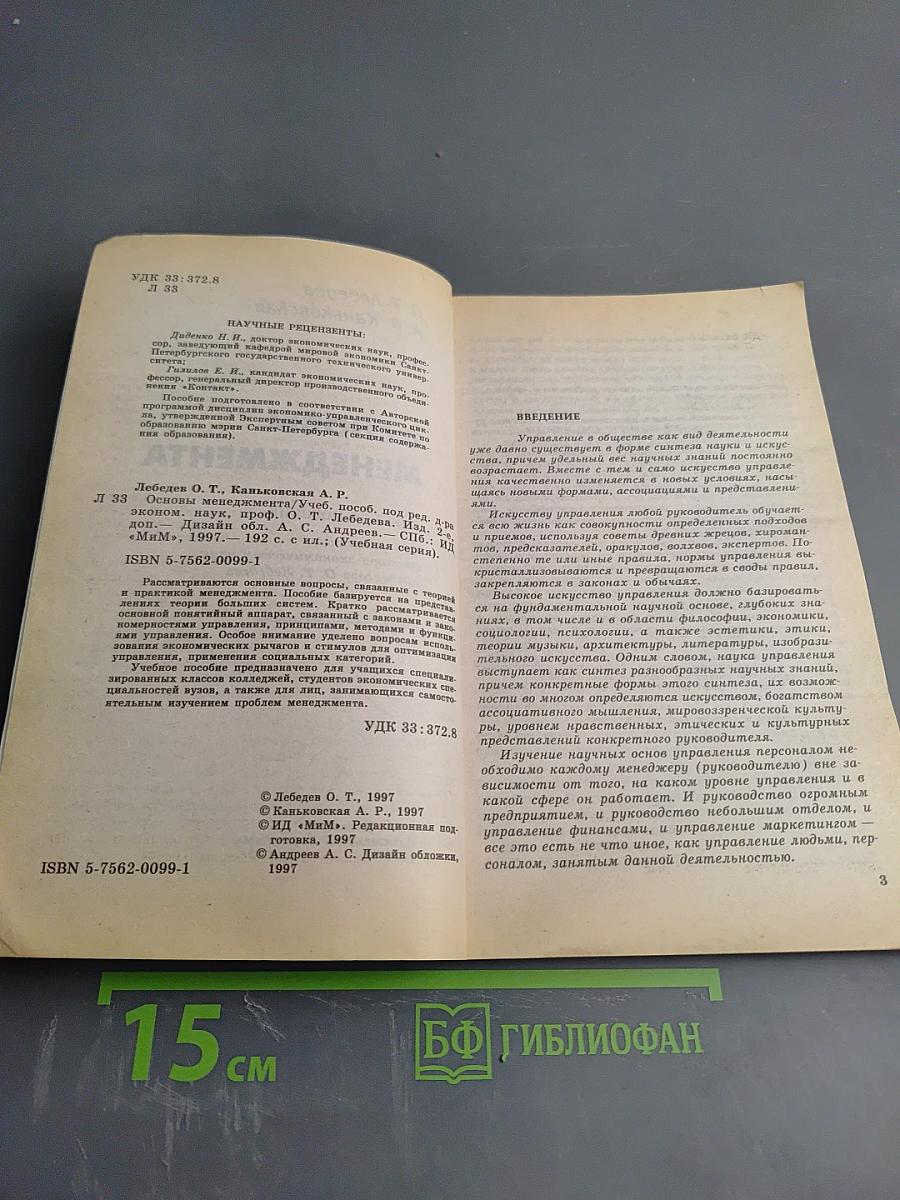 УДК 33:372.8
Л 33
НАУЧНЫЕ РЕЦЕНЗЕНТЫ:
Диденко Н. И., доктор экономических наук, профес-
сор, заведующий кафедрой мировой экономики Санкт-
Петербургского государственного технического универ-
ситета;
Гилилов Е. И., кандидат экономических наук, про-
фессор, генеральный директор производственного объеди-
нения «Контакт».
Пособие подготовлено в соответствии с Авторской
программой дисциплин экономико-управленческого цик-
ла, утвержденной Экспертным советом при Комитете по
образованию мэрии Санкт-Петербурга (секция содержа-
ния образования).
Лебедев О. Т., Каньковская А. Р.
Л 33 Основы менеджмента/Учеб. пособ. под ред. д-ра
эконом. наук, проф. О. Т. Лебедева. Изд. 2-е,
доп.— Дизайн обл. А. С. Андреев.— СПб.: ИД
«МиМ», 1997.— 192 с. с ил.; (Учебная серия).
ISBN 5-7562-0099-1
Рассматриваются основные вопросы, связанные с теорией
и практикой менеджмента. Пособие базируется на представ-
лениях теории больших систем. Кратко рассматривается
основной понятийный аппарат, связанный с законами и зако-
номерностями управления, принципами, методами и функци-
ями управления. Особое внимание уделено вопросам исполь-
зования экономических рычагов и стимулов для оптимизации
управления, применения социальных категорий.
Учебное пособие предназначено для учащихся специали-
зированных классов колледжей, студентов экономических спе-
циальностей вузов, а также для лиц, занимающихся самосто-
ятельным изучением проблем менеджмента.
УДК 33:372.8
© Лебедев О. Т., 1997
© Каньковская А. Р., 1997
© ИД «МиМ». Редакционная под-
готовка, 1997
© Андреев А. С. Дизайн обложки,
1997
ISBN 5-7562-0099-1
ВВЕДЕНИЕ
Управление в обществе как вид деятельности
уже давно существует в форме синтеза науки и искус-
ства, причем удельный вес научных знаний постоянно
возрастает. Вместе с тем и само искусство управле-
ния качественно изменяется в новых условиях, насы-
щаясь новыми формами, ассоциациями и представлени-
ями.
Искусству управления любой руководитель обучает-
ся всю жизнь как совокупности определенных подходов
и приемов, используя советы древних жрецов, хироман-
тов, предсказателей, оракулов, волхвов, экспертов. По-
степенно те или иные правила, нормы управления вы-
кристаллизовываются и превращаются в своды правил,
закрепляются в законах и обычаях.
Высокое искусство управления должно базировать-
ся на фундаментальной научной основе, глубоких зна-
ниях, в том числе и в области философии, экономики,
социологии, психологии, а также эстетики, этики,
теории музыки, архитектуры, литературы, изобрази-
тельного искусства. Одним словом, наука управления
выступает как синтез разнообразных научных знаний,
причем конкретные формы этого синтеза, их возмож-
ности во многом определяются искусством, богатством
ассоциативного мышления, мировоззренческой культу-
ры, уровнем нравственных, этических и культурных
представлений конкретного руководителя.
Изучение научных основ управления персоналом не-
обходимо каждому менеджеру (руководителю) вне за-
висимости от того, на каком уровне управления и в
какой сфере он работает. И руководство огромным
предприятием, и руководство небольшим отделом, и
управление финансами, и управление маркетингом —
все это есть не что иное, как управление людьми, пер-
соналом, занятым данной деятельностью.
3
15 см
БФ ГИБЛИОФАН